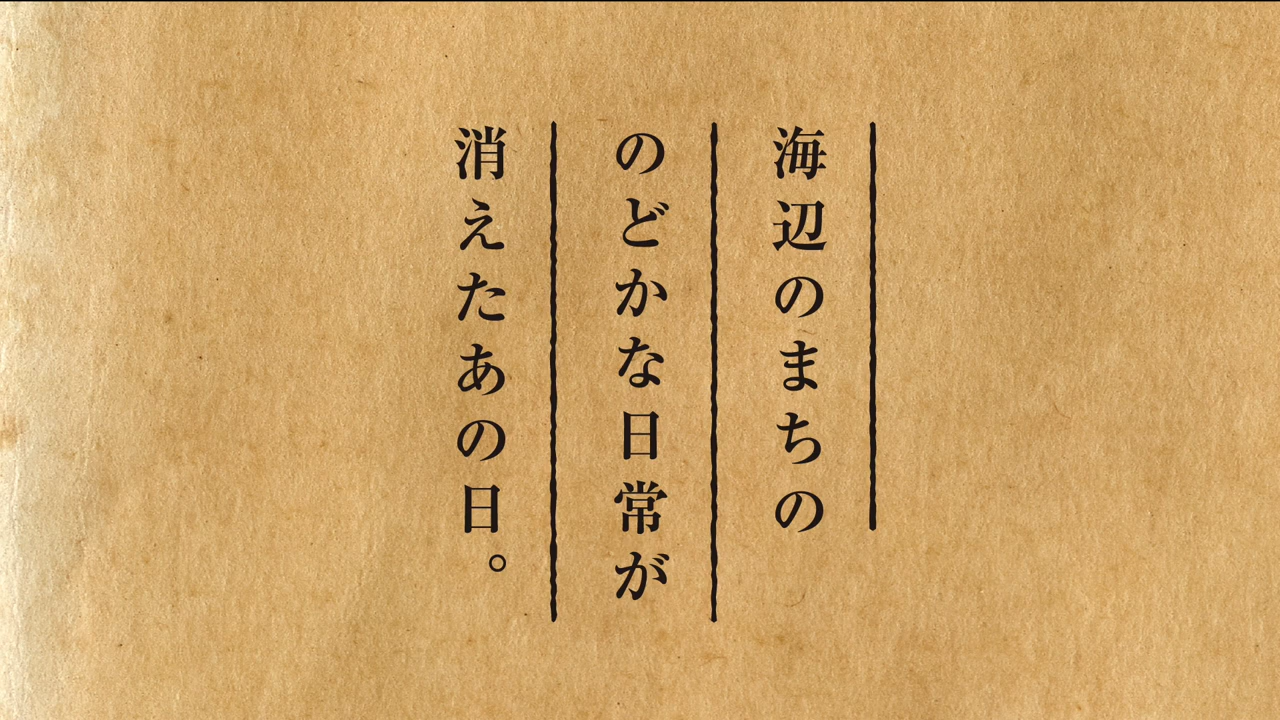 海辺のまちの
のどかな日常が
消えたあの日。